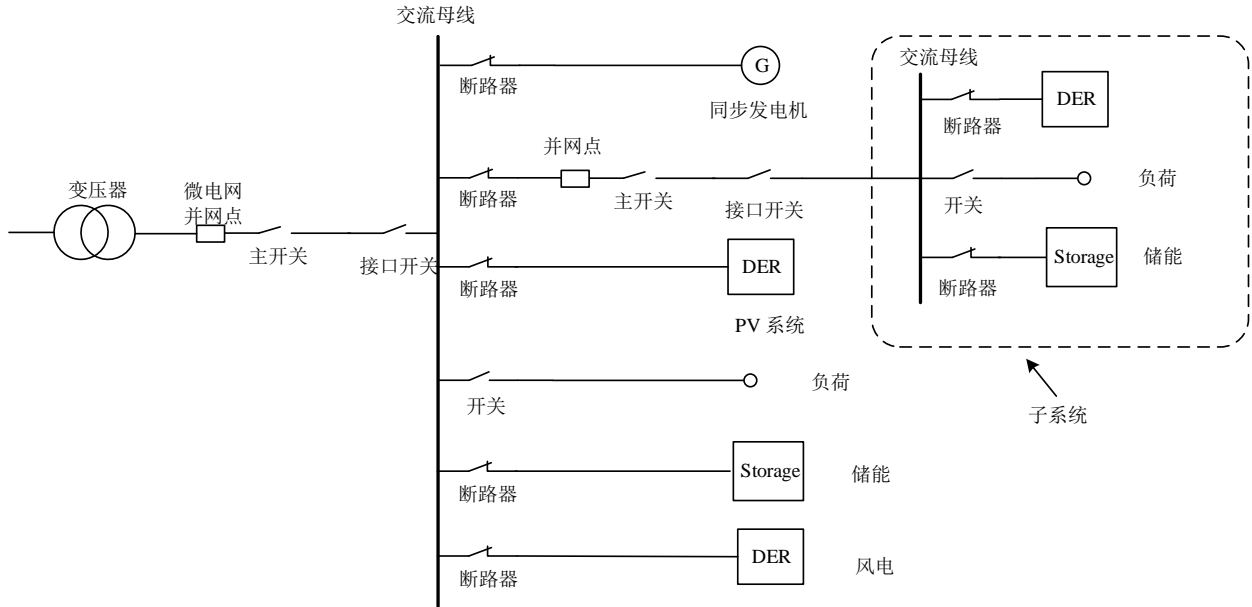 交流母线
断路器
G
同步发电机
交流母线
DER
断路器
负荷
开关
Storage
储能
断路器
子系统
并网点
断路器
主开关
接口开关
变压器
微电网
并网点
主开关
接口开关
DER
断路器
PV 系统
开关
负荷
Storage
储能
断路器
DER
风电
断路器